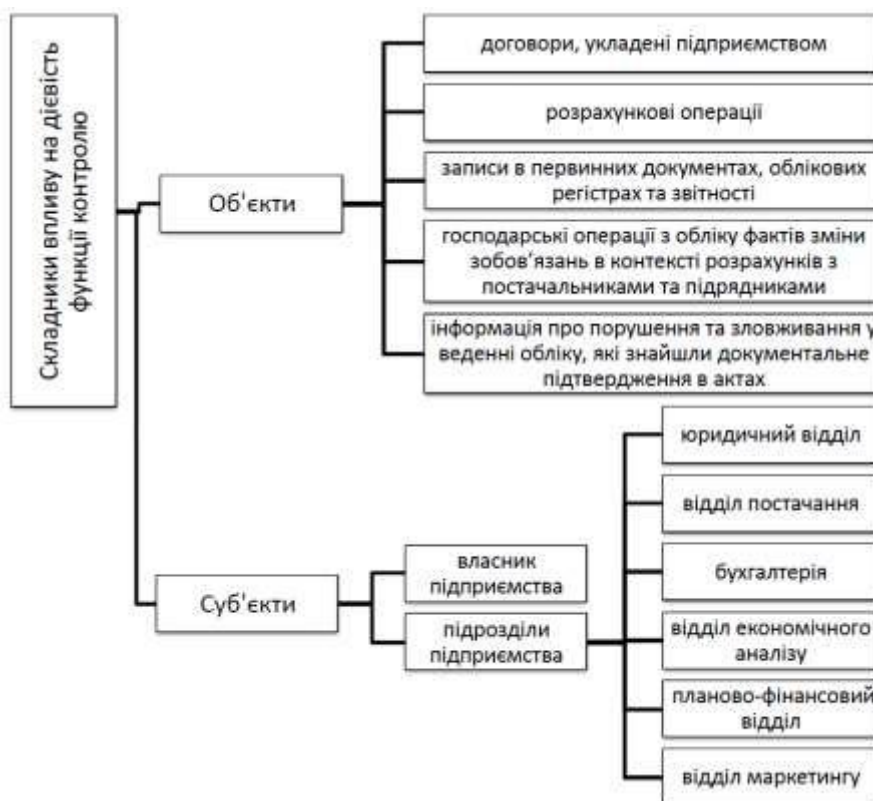 Складники впливу на дієвість
функції контролю
Об'єкти
договори, укладені підприємством
розрахункові операції
записи в первинних документах, облікових
регістрах та звітності
господарські операції з обліку фактів зміни
зобов’язань в контексті розрахунків з
постачальниками та підрядниками
інформація про порушення та зловживання у
веденні обліку, які знайшли документальне
підтвердження в актах
Суб'єкти
власник
підприємства
підрозділи
підприємства
юридичний відділ
відділ постачання
бухгалтерія
відділ економічного
аналізу
планово-фінансовий
відділ
відділ маркетингу